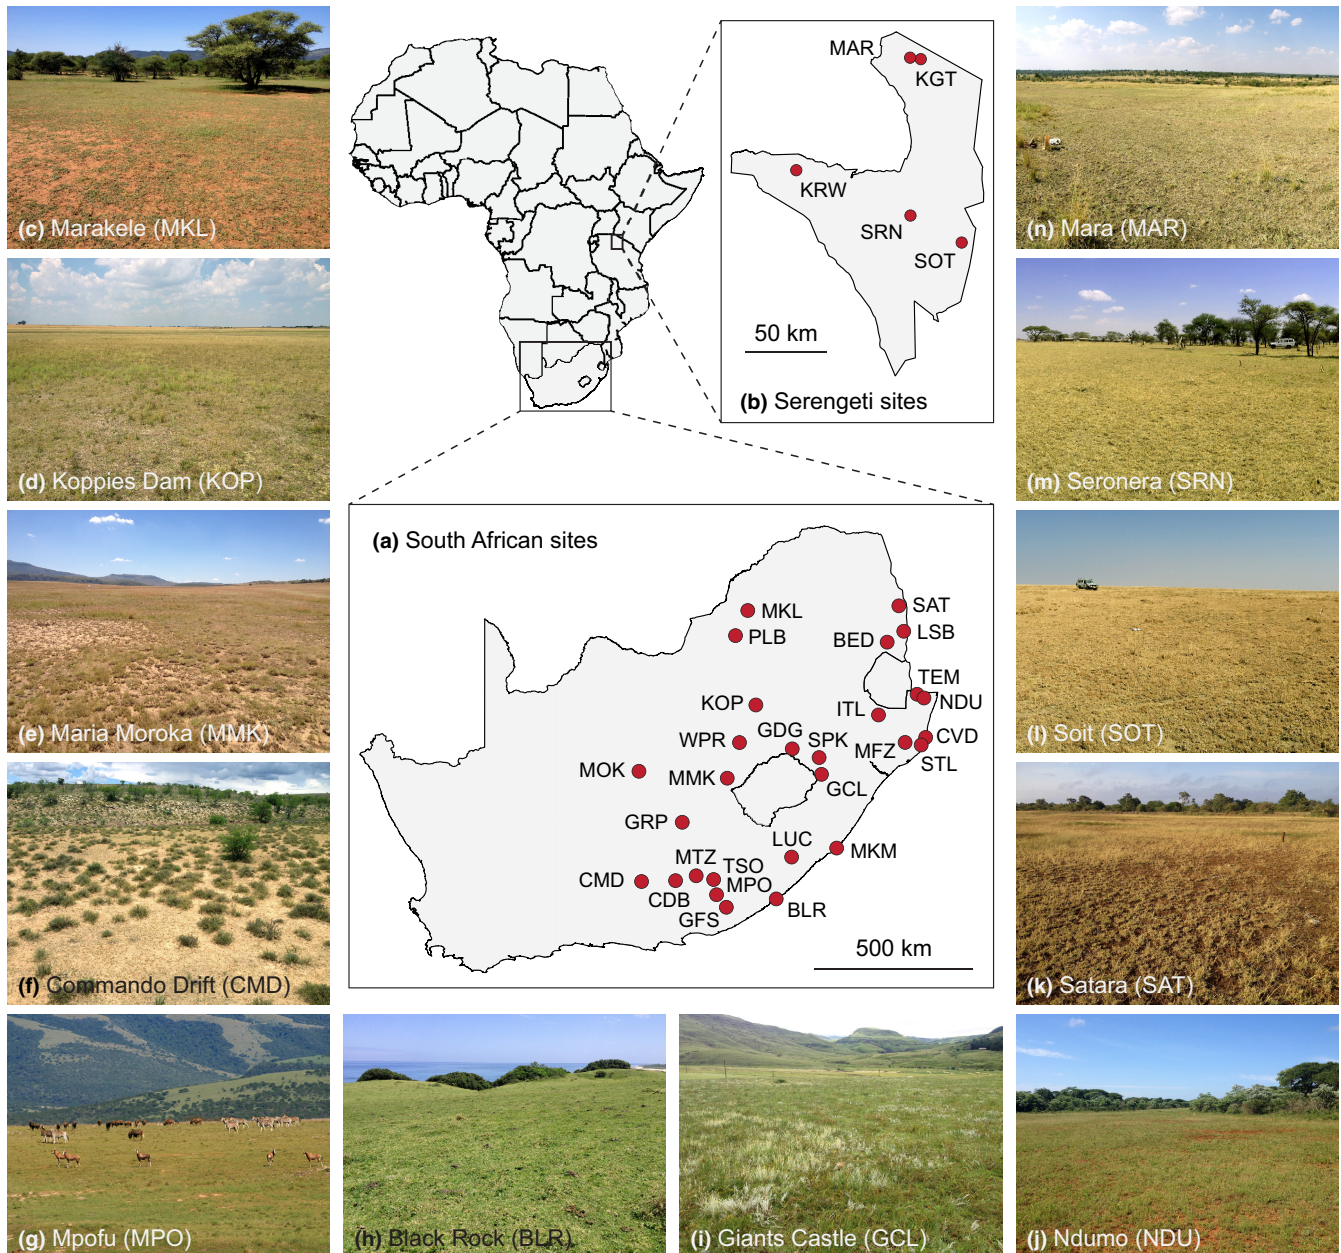 (c) Marakele (MKL)
(d) Koppies Dam (KOP)
(e) Maria Moroka (MMK)
(f) Commando Drift (CMD)
(g) Mpofu (MPO)
MAR
KGT
KRW
SRN
SOT
50 km
(b) Serengeti sites
(a) South African sites
MKL
PLB
SAT
LSB
BED
TEM
NDU
KOP
ITL
GDG
SPK
WPR
MFZ
CVD
STL
MOK
MMK
GCL
GRP
LUC
MKM
MTZ
TSO
CMD
MPO
CDB
GFS
BLR
500 km
(h) Black Rock (BLR)
(i) Giants Castle (GCL)
(n) Mara (MAR)
(m) Seronera (SRN)
(l) Soit (SOT)
(k) Satara (SAT)
(j) Ndumo (NDU)